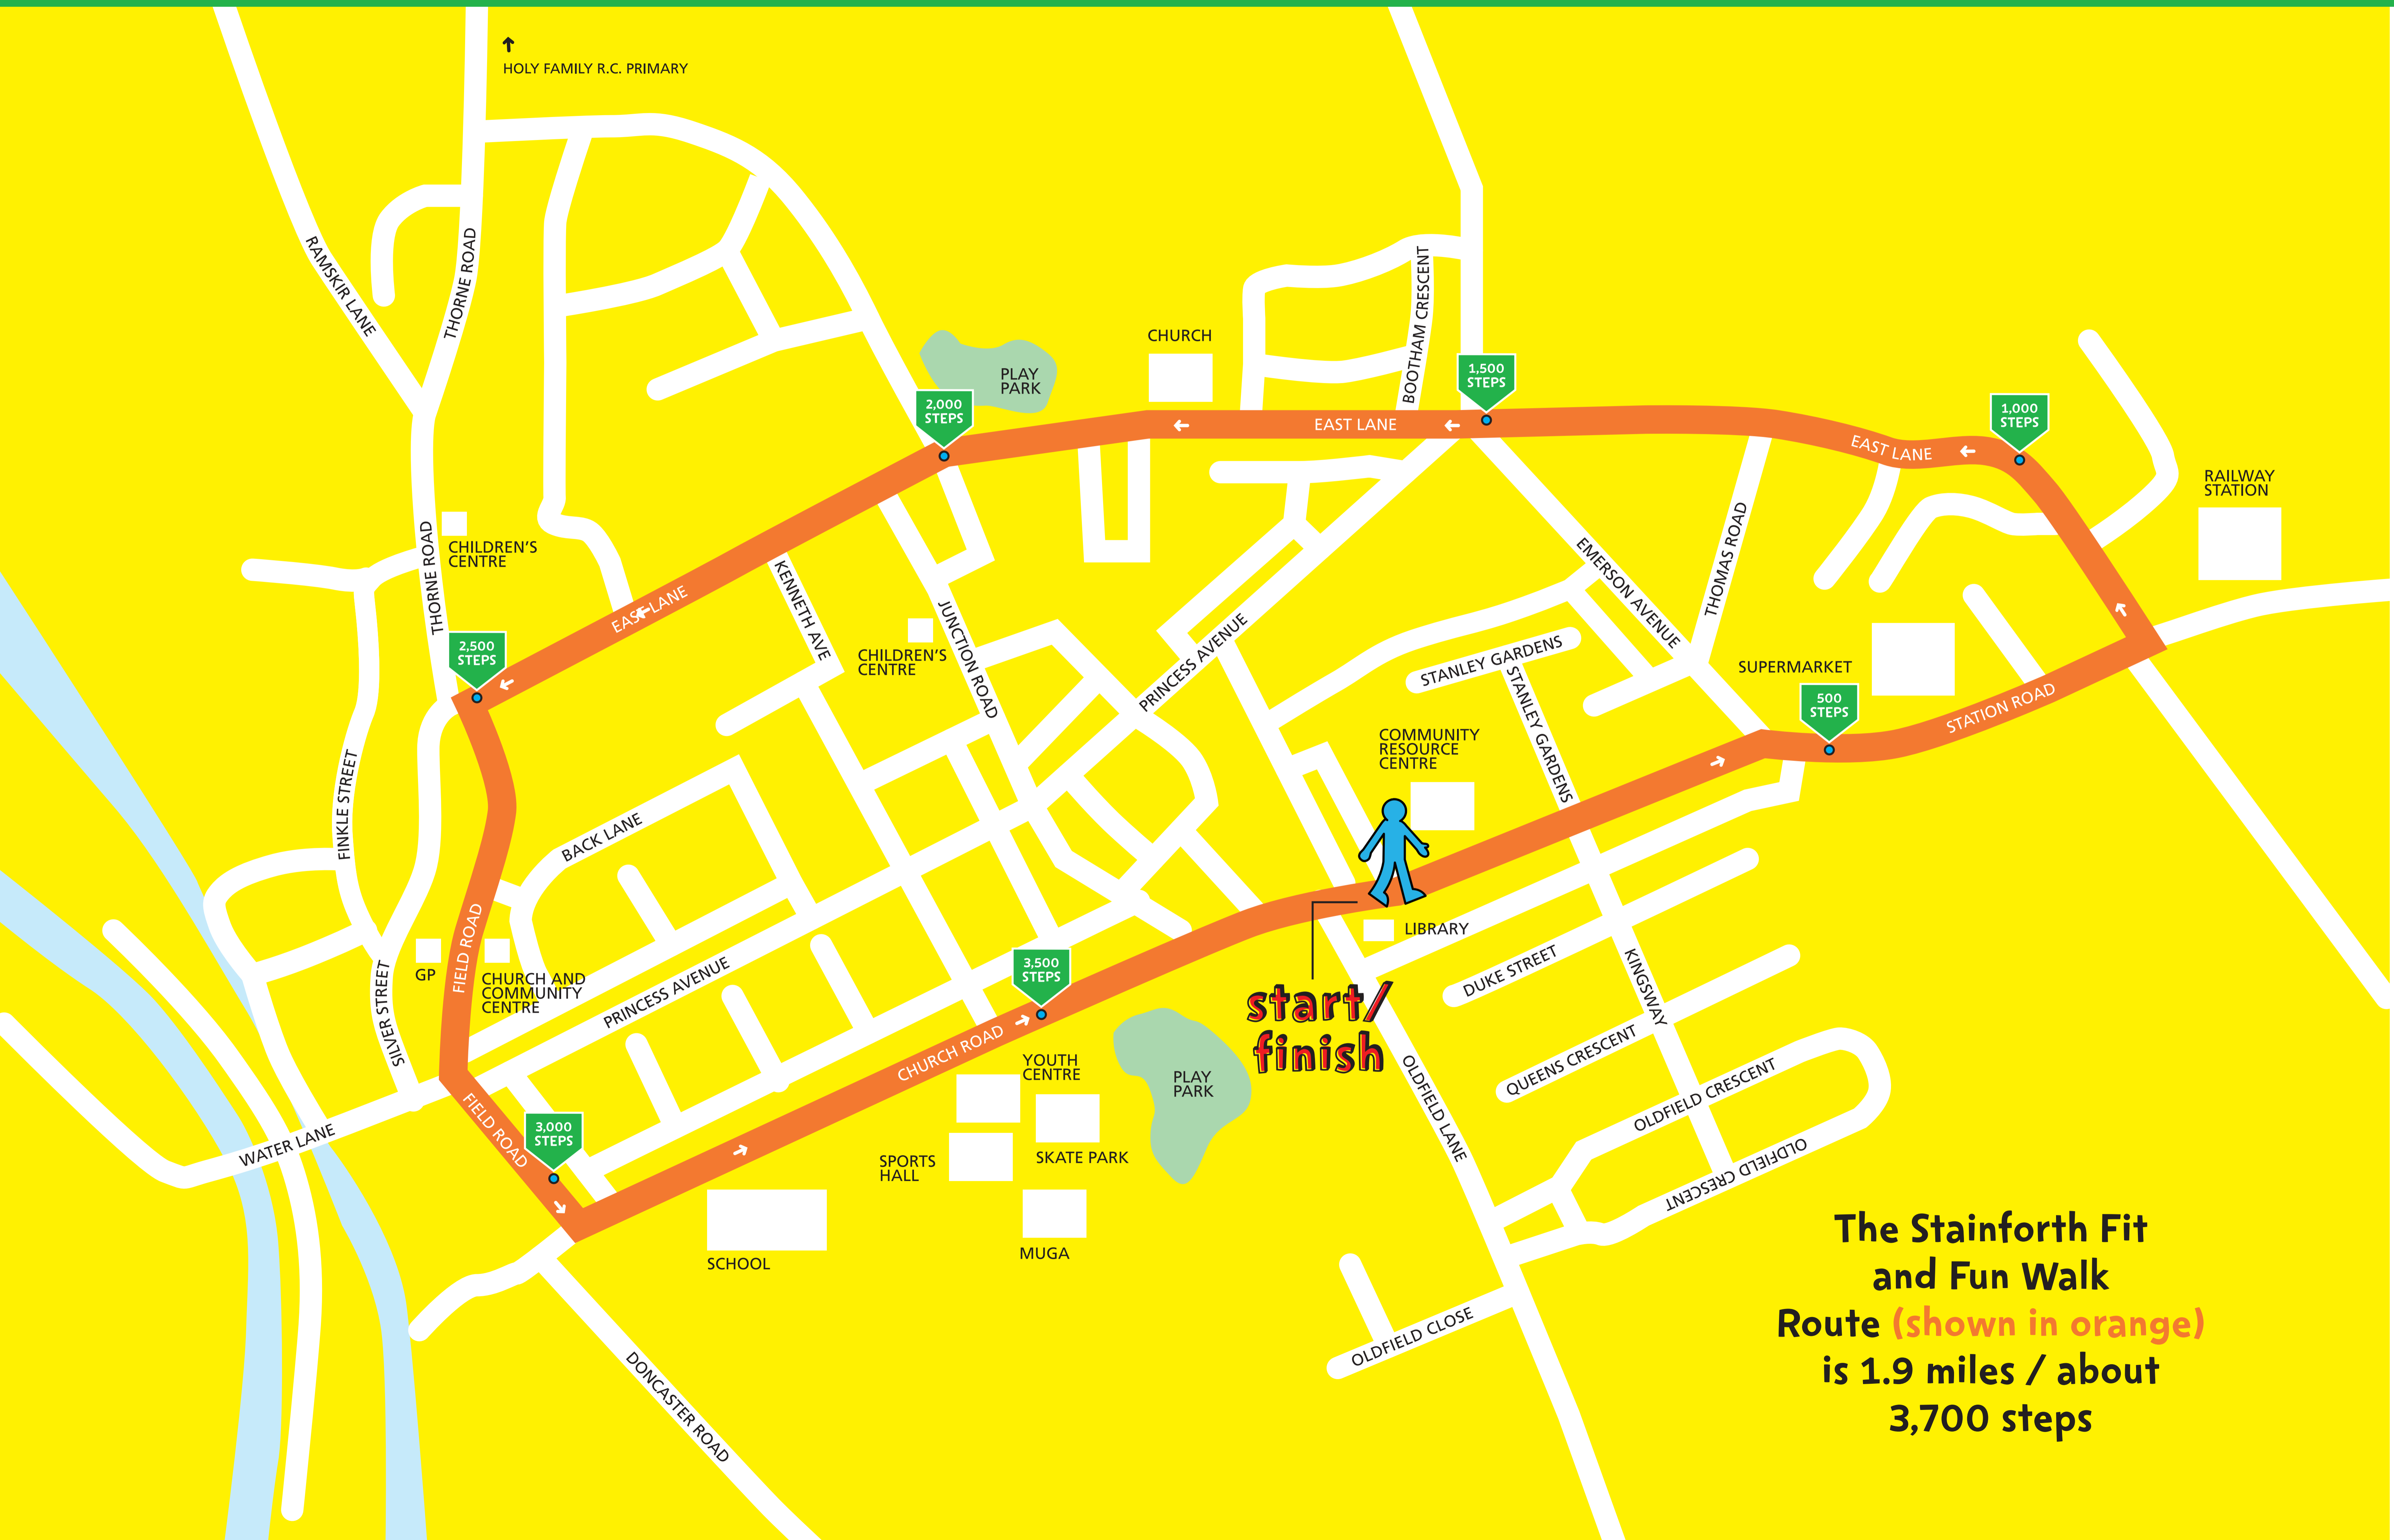 HOLY FAMILY R.C. PRIMARY
RAMSKIR LANE
THORNE ROAD
BOOTHAM CRESCENT
CHURCH
PLAY
PARK
1,500
STEPS
2,000
STEPS
1,000
STEPS
EAST LANE
EAST LANE
RAILWAY
STATION
THORNE ROAD
CHILDREN'S
CENTRE
EAST LANE
KENNETH AVE
JUNCTION ROAD
CHILDREN'S
CENTRE
PRINCESS AVENUE
EMERSON AVENUE
THOMAS ROAD
STANLEY GARDENS
STANLEY GARDENS
SUPERMARKET
500
STEPS
STATION ROAD
2,500
STEPS
COMMUNITY
RESOURCE
CENTRE
FINKLE STREET
BACK LANE
FIELD ROAD
GP
CHURCH AND
COMMUNITY
CENTRE
SILVER STREET
PRINCESS AVENUE
3,500
STEPS
LIBRARY
start/
finish
DUKE STREET
KINGSWAY
QUEENS CRESCENT
OLDFIELD CRESCENT
OLDFIELD CRESCENT
OLDFIELD LANE
CHURCH ROAD
YOUTH
CENTRE
PLAY
PARK
SKATE PARK
SPORTS
HALL
MUGA
SCHOOL
FIELD ROAD
3,000
STEPS
WATER LANE
OLDFIELD CLOSE
DONCASTER ROAD
The Stainforth Fit
and Fun Walk
Route (shown in orange)
is 1.9 miles / about
3,700 steps